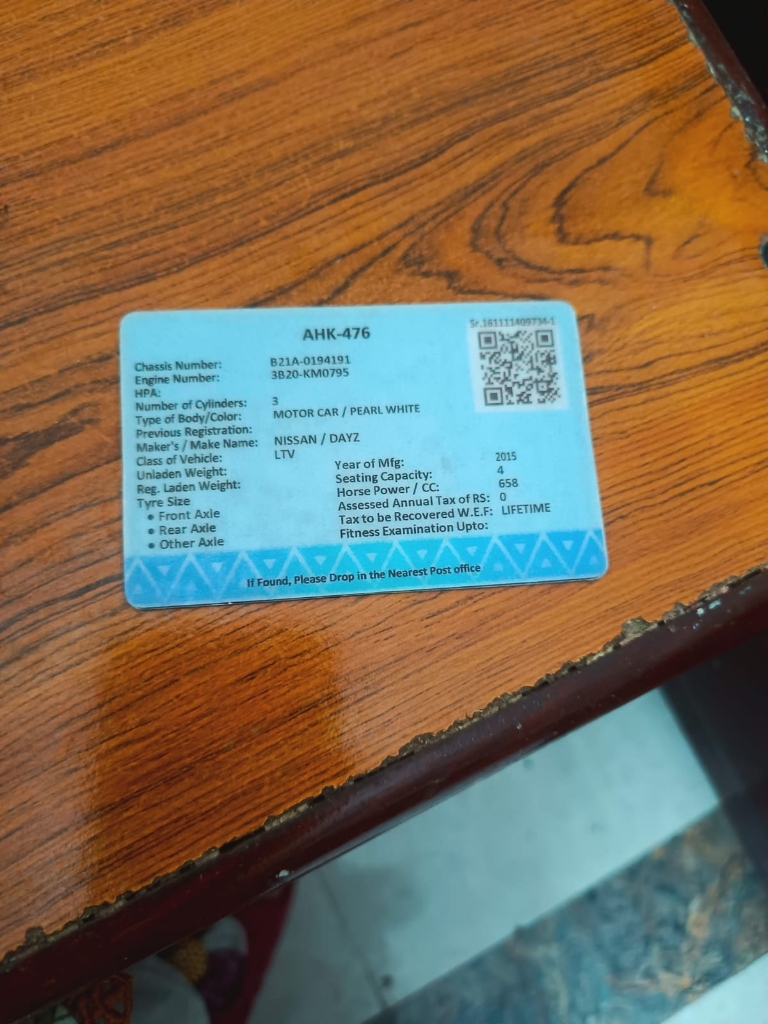 AHK-476
Sr.161111409734-1
Chassis Number: B21A-0194191
Engine Number: 3B20-KM0795
HPA:
Number of Cylinders: 3
Type of Body/Color: MOTOR CAR / PEARL WHITE
Previous Registration:
Maker's / Make Name: NISSAN / DAYZ
Class of Vehicle: LTV
Unladen Weight:
Reg. Laden Weight:
Tyre Size
• Front Axle
• Rear Axle
• Other Axle
Year of Mfg: 2015
Seating Capacity: 4
Horse Power / CC: 658
Assessed Annual Tax of RS: 0
Tax to be Recovered W.E.F: LIFETIME
Fitness Examination Upto:
If Found, Please Drop in the Nearest Post office